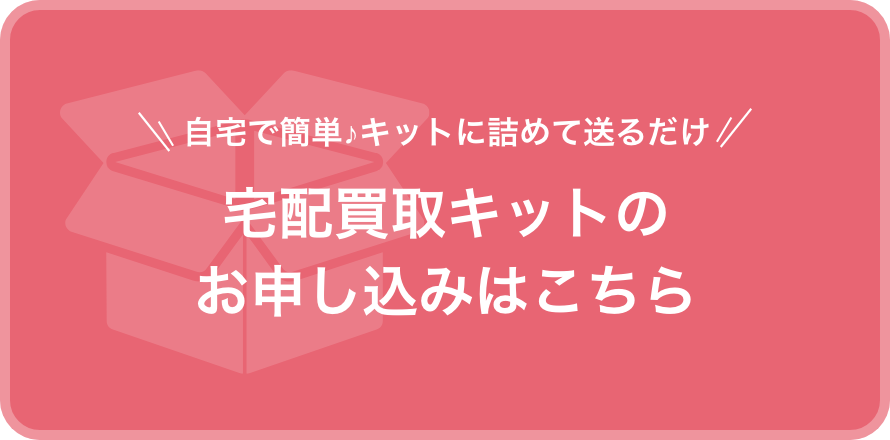 自宅で簡単♪キットに詰めて送るだけ
宅配買取キットの
お申し込みはこちら